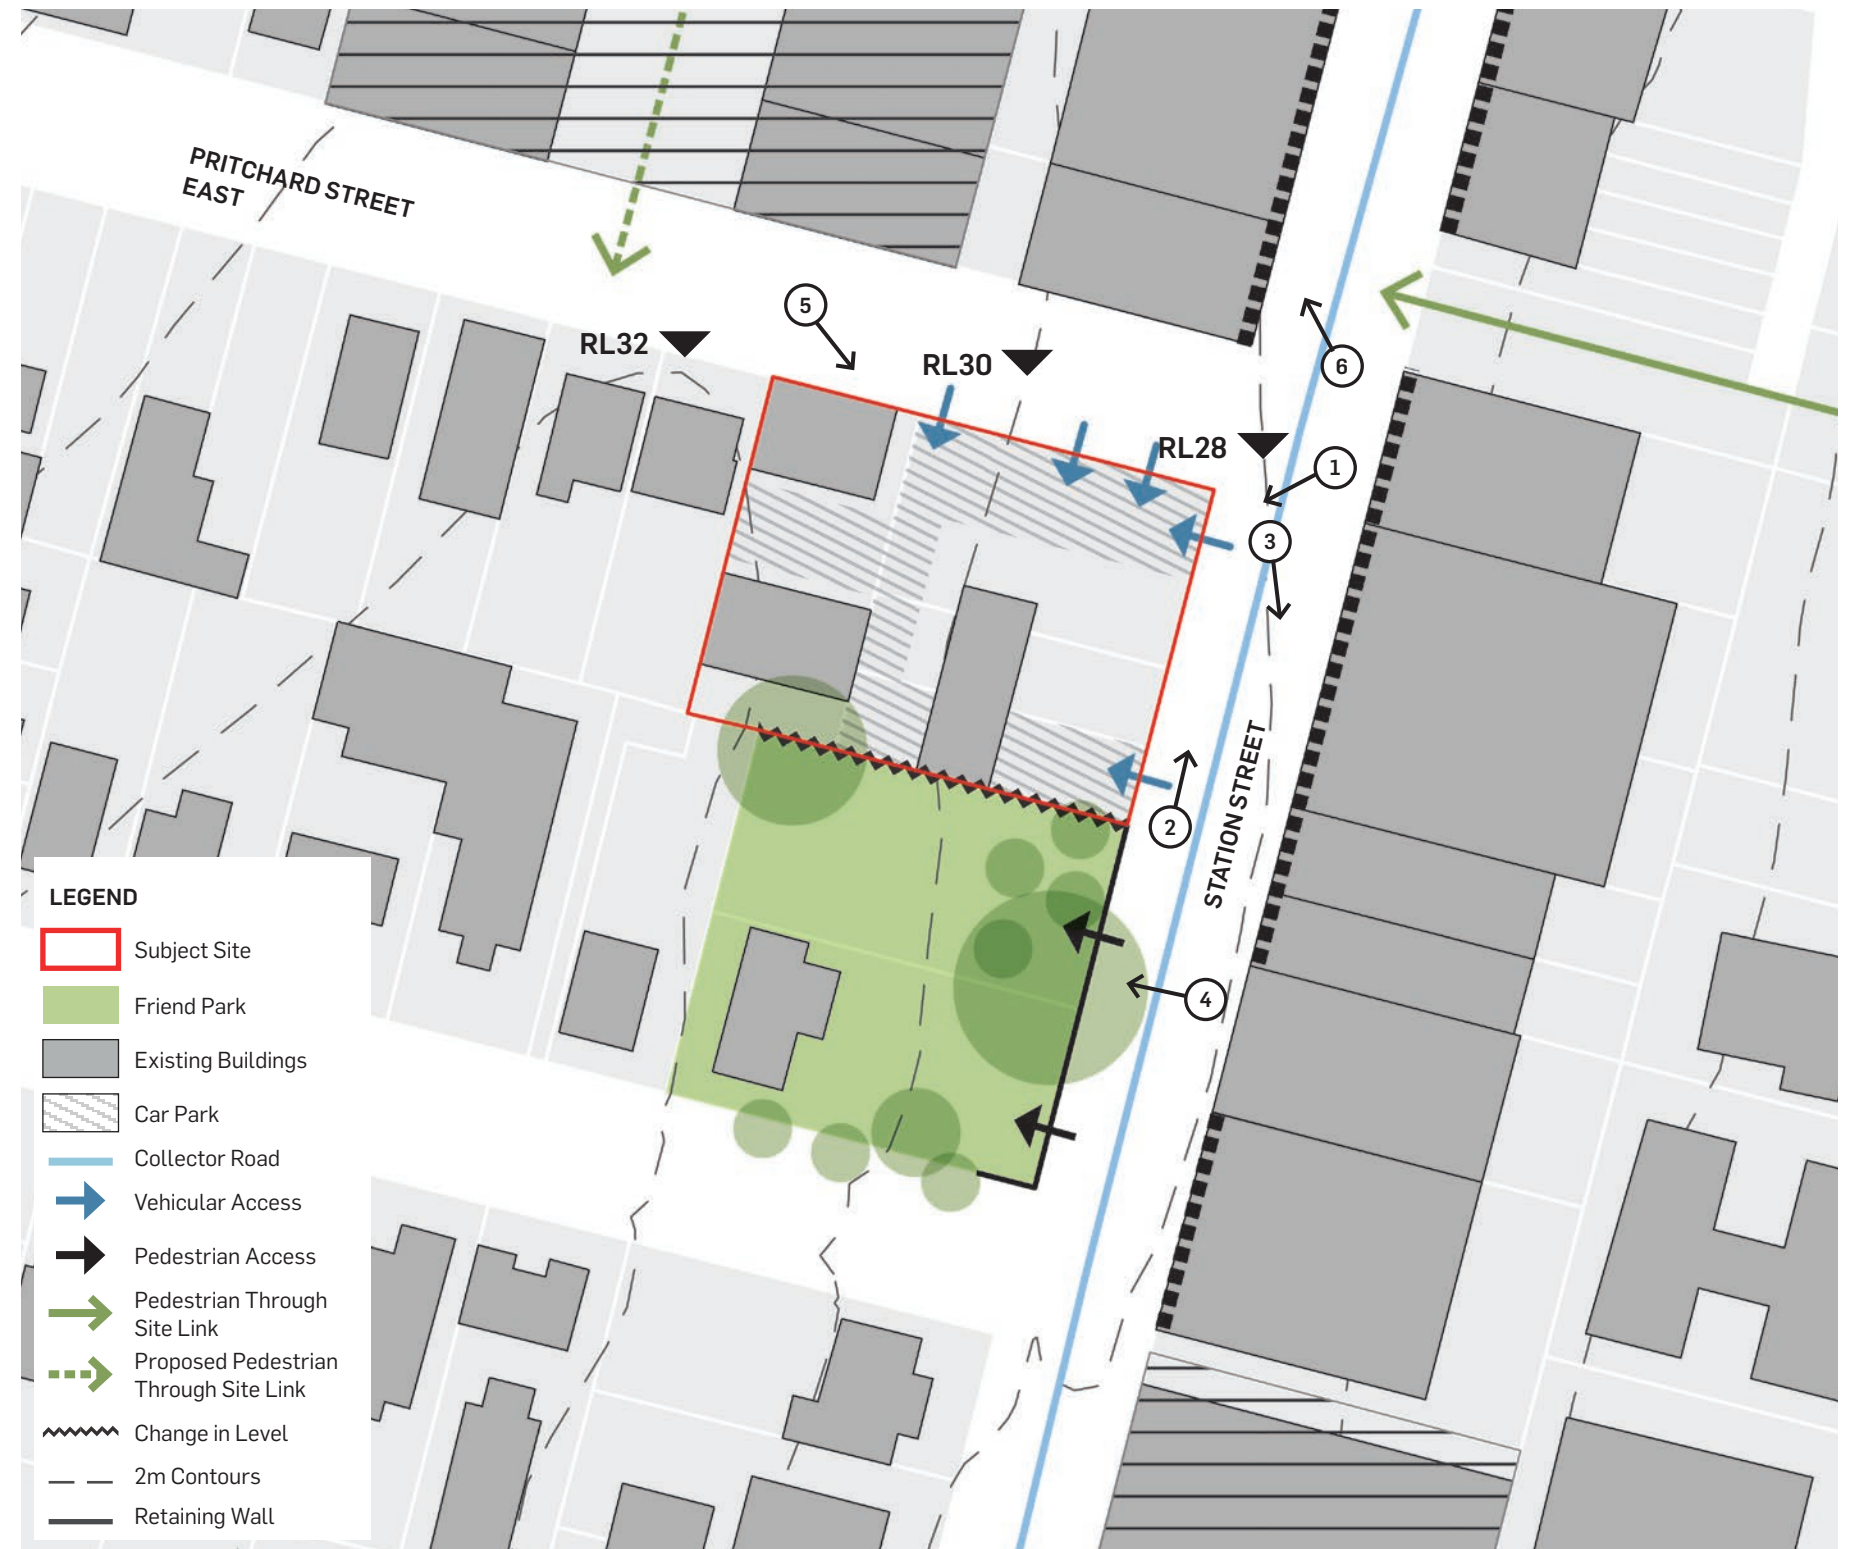 PRITCHARD STREET
EAST
5
RL32
RL30
6
RL28
1
3
2
STATION STREET
4
LEGEND
Subject Site
Friend Park
Existing Buildings
Car Park
Collector Road
Vehicular Access
Pedestrian Access
Pedestrian Through
Site Link
Proposed Pedestrian
Through Site Link
Change in Level
2m Contours
Retaining Wall